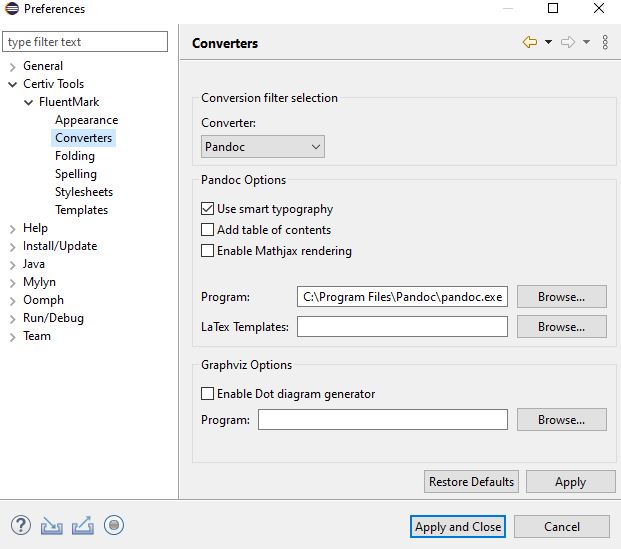 Preferences
type filter text
General
Certiv Tools
FluentMark
Appearance
Converters
Folding
Spelling
Stylesheets
Templates
Help
Install/Update
Java
Mylyn
Oomph
Run/Debug
Team
Converters
Conversion filter selection
Converter:
Pandoc
Pandoc Options
Use smart typography
Add table of contents
Enable Mathjax rendering
Program: C:\Program Files\Pandoc\pandoc.exe Browse...
LaTex Templates: Browse...
Graphviz Options
Enable Dot diagram generator
Program: Browse...
Restore Defaults Apply
? Apply and Close Cancel